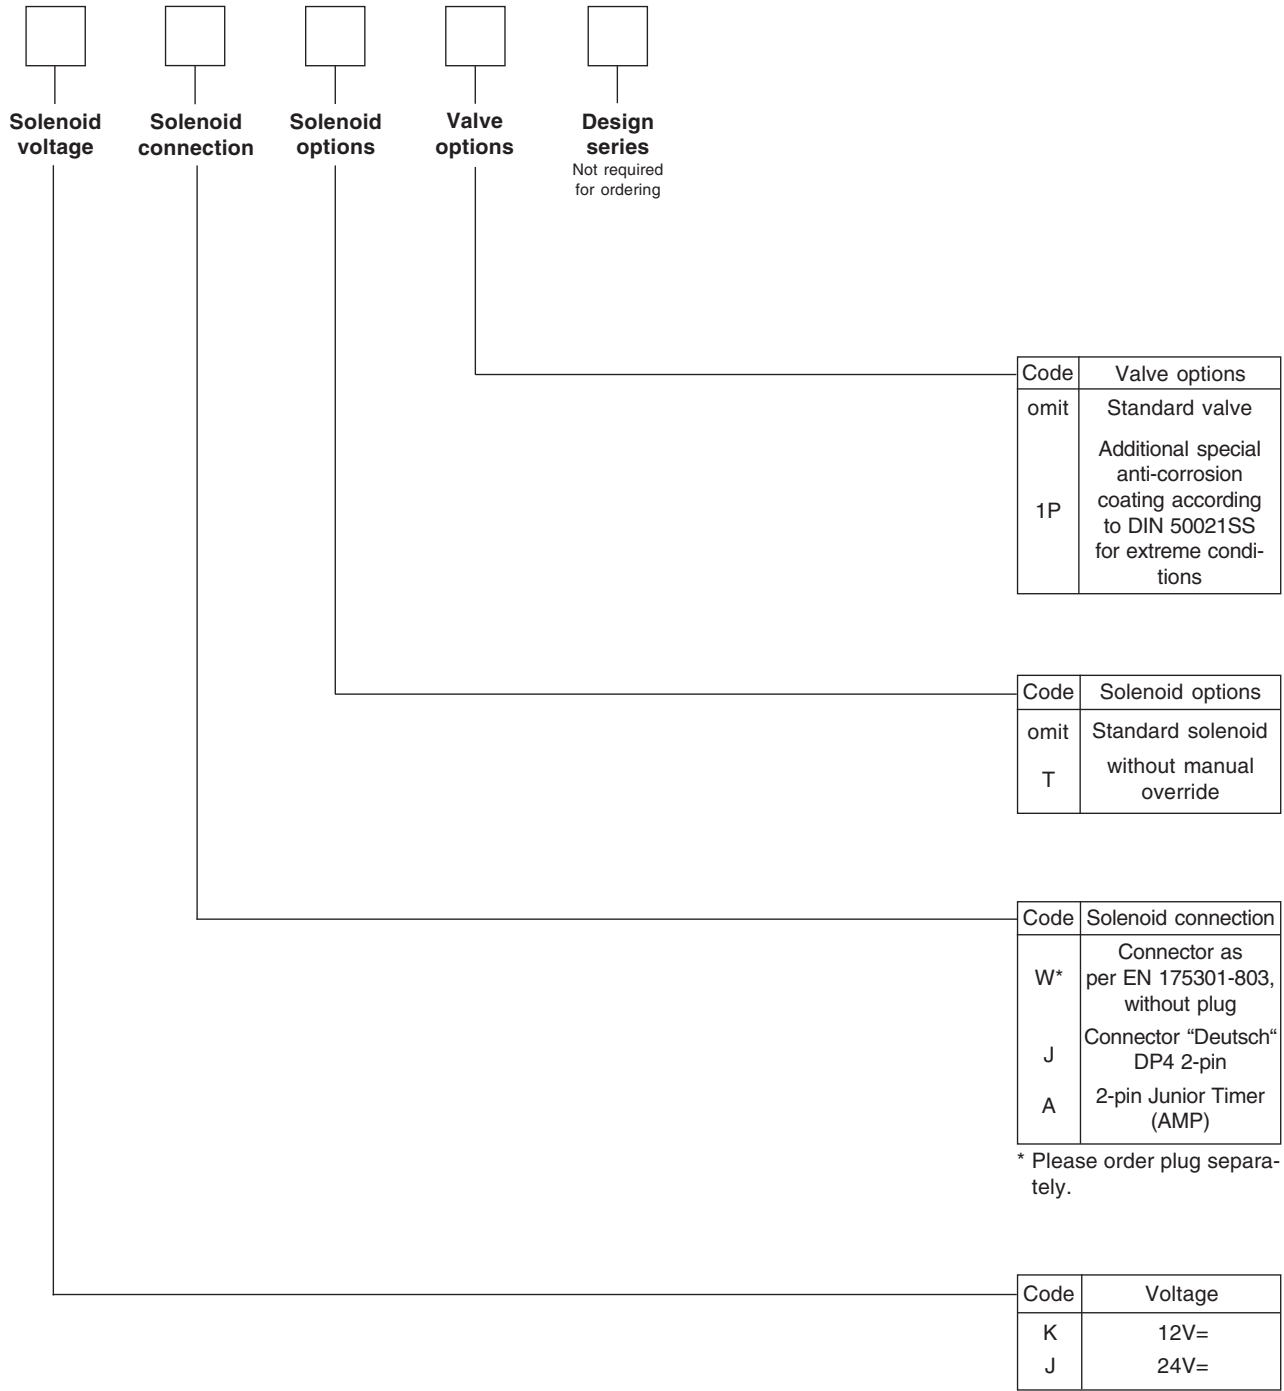 Solenoid voltage
Solenoid connection
Solenoid options
Valve options
Design series
Not required
for ordering
Code Valve options
omit Standard valve
1P Additional special
anti-corrosion
coating according
to DIN 50021SS
for extreme condi-
tions
Code Solenoid options
omit Standard solenoid
T without manual
override
Code Solenoid connection
W* Connector as
per EN 175301-803,
without plug
J Connector “Deutsch“
DP4 2-pin
A 2-pin Junior Timer
(AMP)
* Please order plug separa-
tely.
Code Voltage
K 12V=
J 24V=